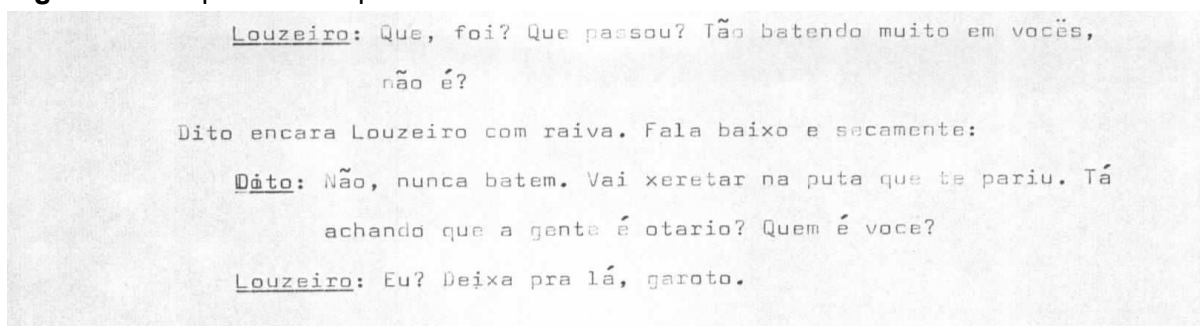 Louzeiro: Que, foi? Que passou? Tão batendo muito em vocës,
não é?
Dito encara Louzeiro com raiva. Fala baixo e secamente:
Dito: Não, nunca batem. Vai xeretar na puta que te pariu. Tá
achando que a gente é otario? Quem é voce?
Louzeiro: Eu? Deixa pra lá, garoto.